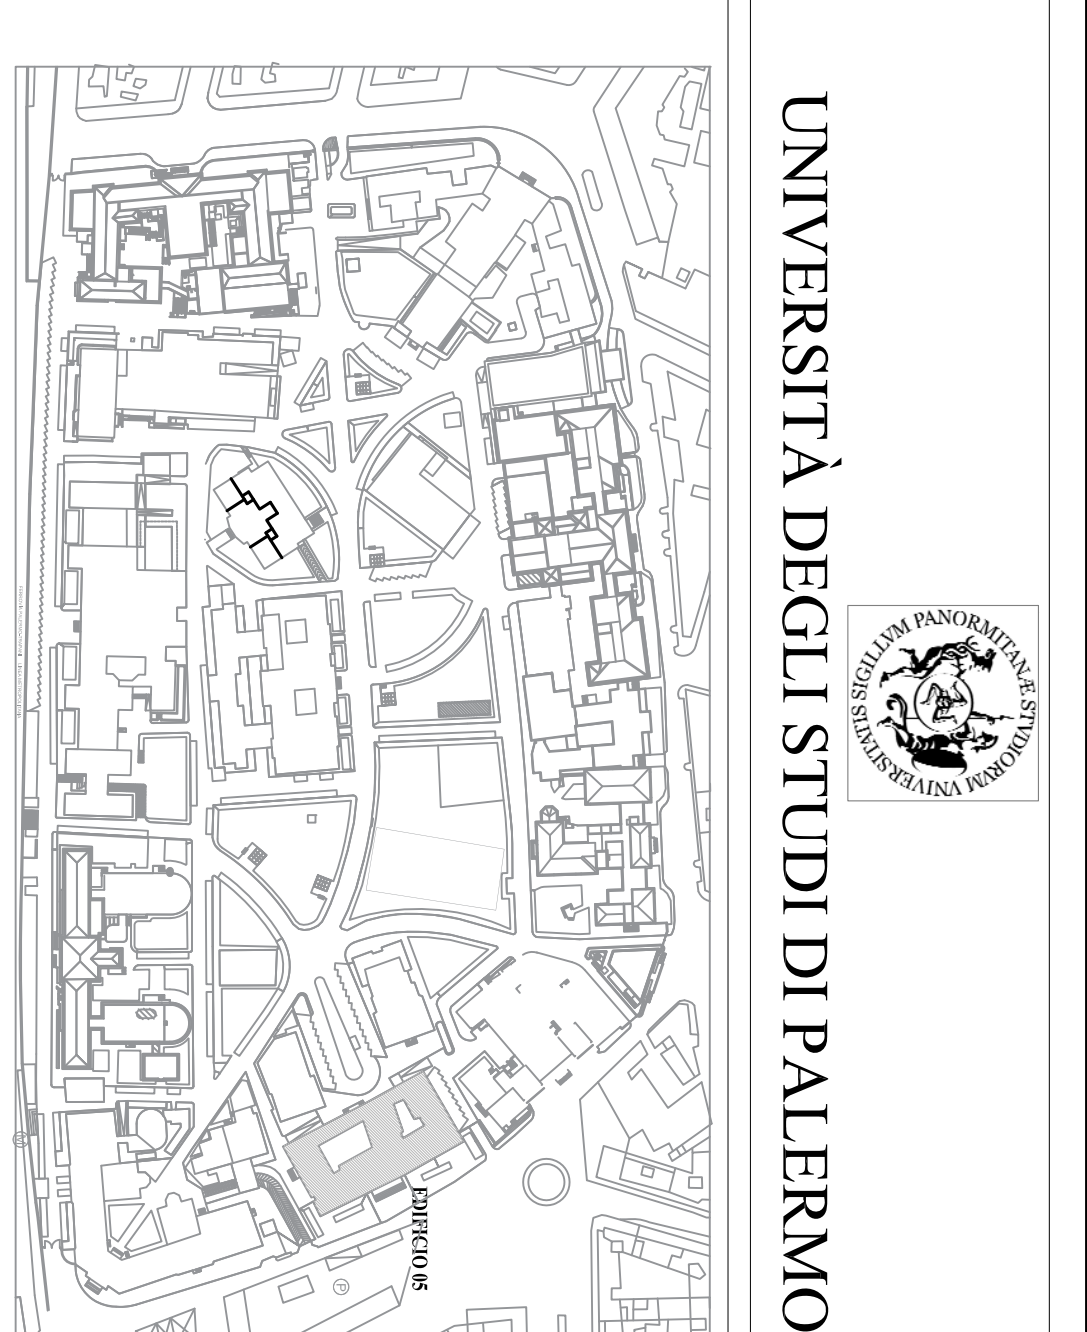 UNIVERSITÀ DEGLI STUDI DI PALERMO
SIGILLVM PANORMITANÆ STVDIORVM VNIVERSITATIS
EDIFICIO 05
P
M